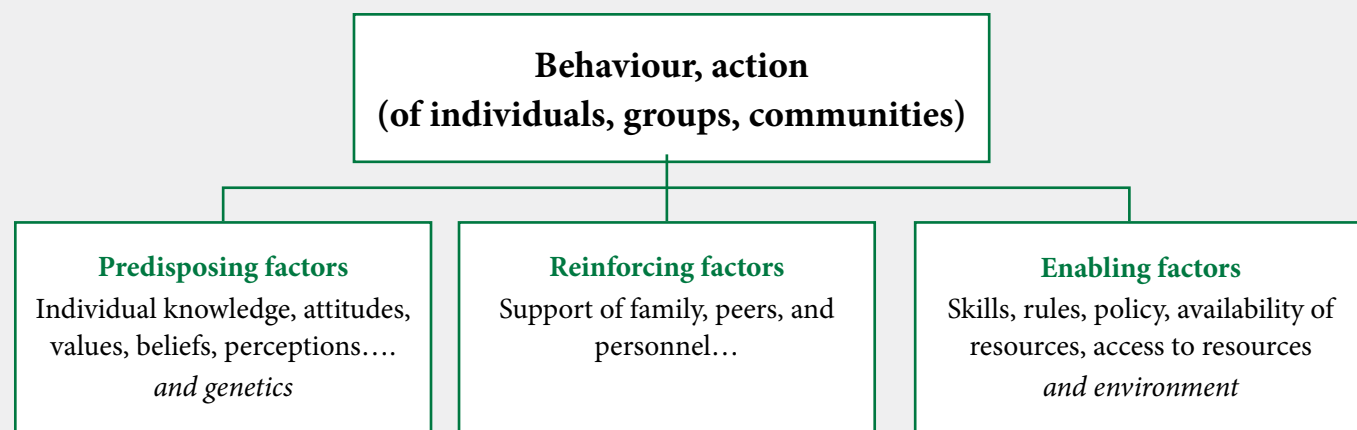 Behaviour, action
(of individuals, groups, communities)
Predisposing factors
Individual knowledge, attitudes,
values, beliefs, perceptions….
and genetics
Reinforcing factors
Support of family, peers, and
personnel…
Enabling factors
Skills, rules, policy, availability of
resources, access to resources
and environment